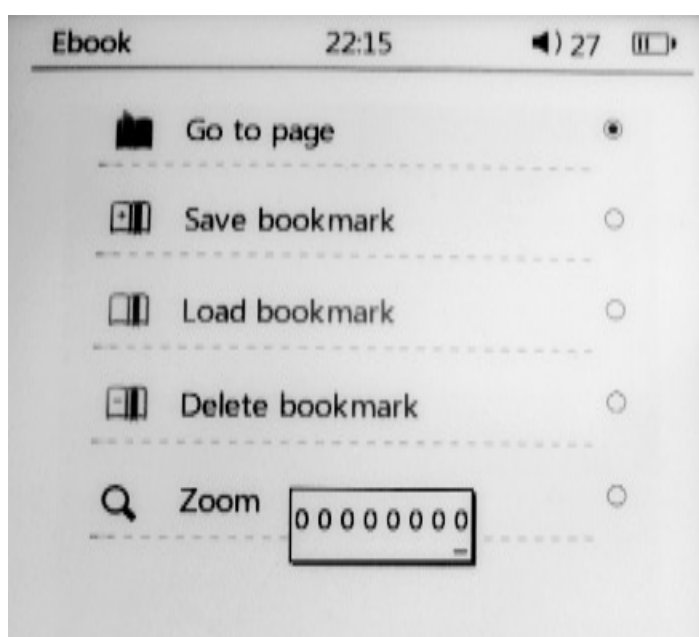 Ebook 22:15 27
Go to page
Save bookmark
Load bookmark
Delete bookmark
Zoom
00000000